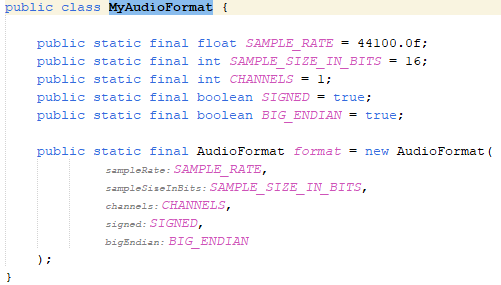 public class MyAudioFormat {
public static final float SAMPLE_RATE = 44100.0f;
public static final int SAMPLE_SIZE_IN_BITS = 16;
public static final int CHANNELS = 1;
public static final boolean SIGNED = true;
public static final boolean BIG_ENDIAN = true;
public static final AudioFormat format = new AudioFormat(
sampleRate: SAMPLE_RATE,
sampleSizeInBits: SAMPLE_SIZE_IN_BITS,
channels: CHANNELS,
signed: SIGNED,
bigEndian: BIG_ENDIAN
);
}